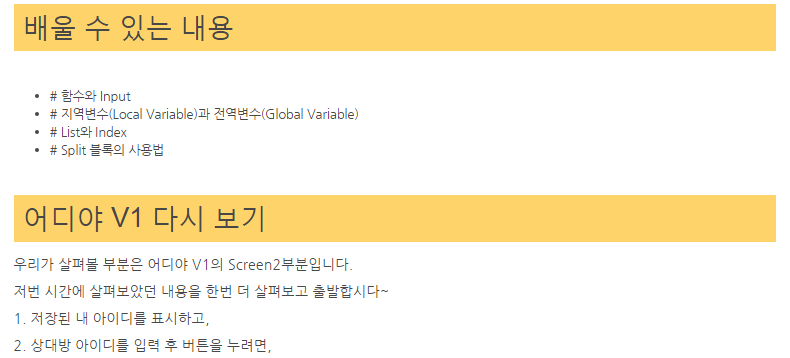 배울 수 있는 내용
# 함수와 Input
# 지역변수(Local Variable)과 전역변수(Global Variable)
# List와 Index
# Split 블록의 사용법
어디야 V1 다시 보기
우리가 살펴볼 부분은 어디야 V1의 Screen2부분입니다.
저번 시간에 살펴보았던 내용을 한번 더 살펴보고 출발합시다~
1. 저장된 내 아이디를 표시하고,
2. 상대방 아이디를 입력 후 버튼을 누려면,